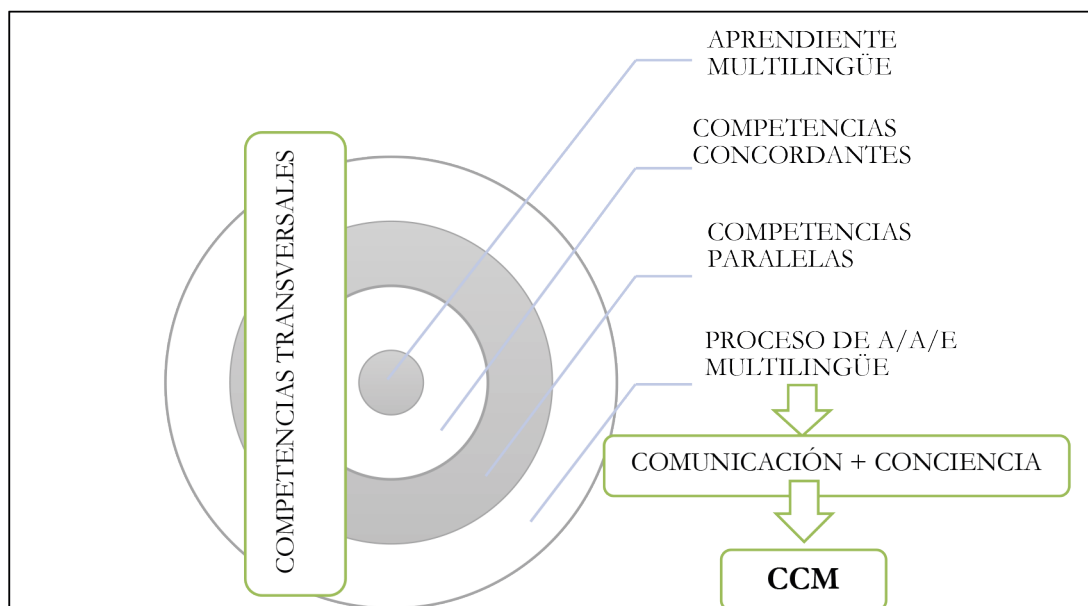 APRENDIENTE
MULTILINGÜE
COMPETENCIAS
CONCORDANTES
COMPETENCIAS
PARALELAS
PROCESO DE A/A/E
MULTILINGÜE
COMUNICACIÓN + CONCIENCIA
CCM
COMPETENCIAS TRANSVERSALES